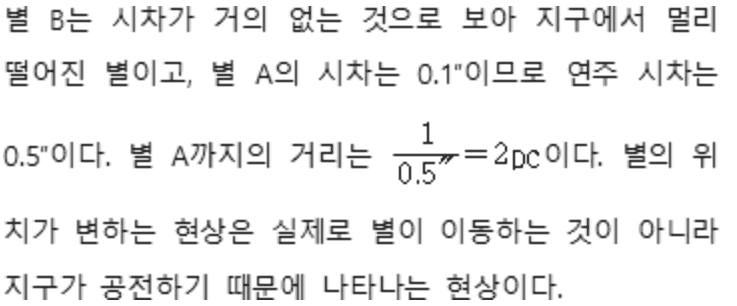 별 B는 시차가 거의 없는 것으로 보아 지구에서 멀리
떨어진 별이고, 별 A의 시차는 0.1"이므로 연주 시차는
0.5"이다. 별 A까지의 거리는 1/0.5″=2pc이다. 별의 위
치가 변하는 현상은 실제로 별이 이동하는 것이 아니라
지구가 공전하기 때문에 나타나는 현상이다.